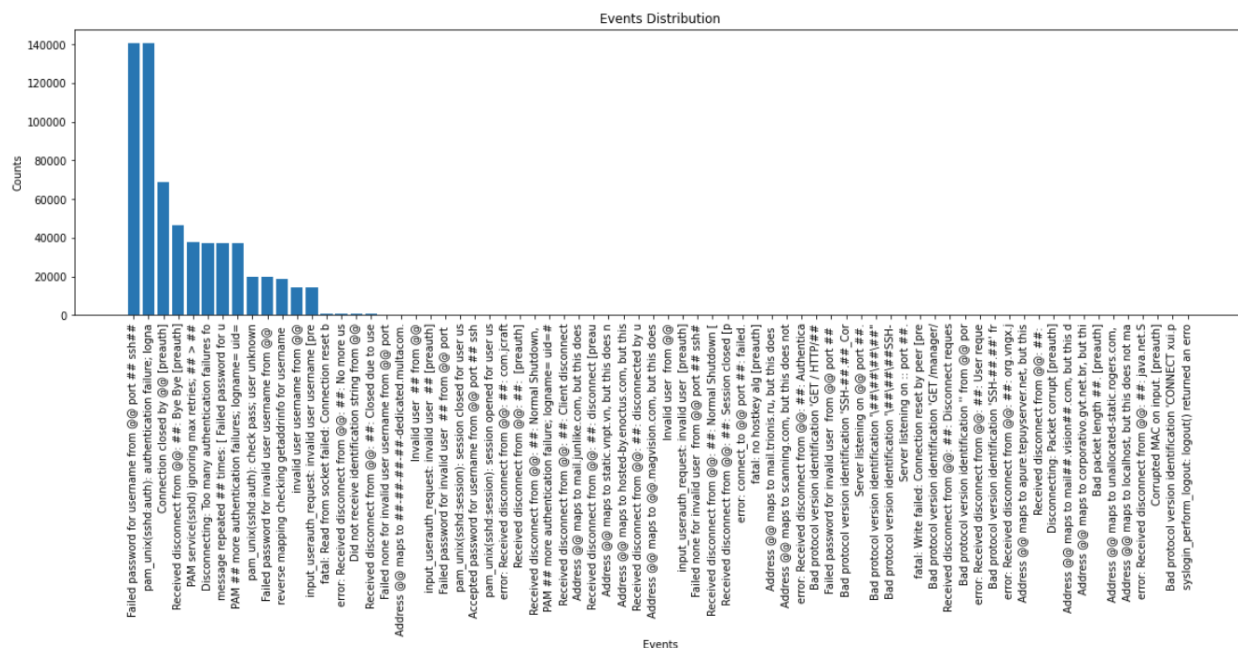 Events Distribution
Counts
140000
120000
100000
80000
60000
40000
20000
0
Failed password for username from @@ port ## ssh##
pam_unix(sshd:auth): authentication failure; logna
Connection closed by @@ [preauth]
Received disconnect from @@: ##: Bye Bye [preauth]
PAM service(sshd) ignoring max retries; ## > ##
Disconnecting: Too many authentication failures fo
message repeated ## times: [ Failed password for u
PAM ## more authentication failures; logname= uid=
pam_unix(sshd:auth): check pass; user unknown
Failed password for invalid user username from @@
reverse mapping checking getaddrinfo for username
invalid user username from @@
input_userauth_request: invalid user username [pre
fatal: Read from socket failed: Connection reset b
error: Received disconnect from @@: ##: No more us
Did not receive identification string from @@
Received disconnect from @@: ##: Closed due to use
Failed none for invalid user username from @@ port
Address @@ maps to ##-##-##-##-dedicated.multacom.
Invalid user ## from @@
input_userauth_request: invalid user ## [preauth]
Failed password for invalid user ## from @@ port
pam_unix(sshd:session): session closed for user us
Accepted password for username from @@ port ## ssh
pam_unix(sshd:session): session opened for user us
error: Received disconnect from @@: ##: com.jcraft
Received disconnect from @@: ##: [preauth]
Received disconnect from @@: ##: Normal Shutdown,
PAM ## more authentication failure; logname= uid=#
Received disconnect from @@: ##: Client disconnect
Address @@ maps to mail.junlike.com, but this does
Received disconnect from @@: ##: disconnect [preau
Address @@ maps to static.vnpt.vn, but this does n
Address @@ maps to hosted-by.enoctus.com, but this
Received disconnect from @@: ##: disconnected by u
Address @@ maps to @@.magvision.com, but this does
Invalid user from @@
input_userauth_request: invalid user [preauth]
Failed none for invalid user from @@ port ## ssh#
Received disconnect from @@: ##: Normal Shutdown [
Received disconnect from @@: ##: Session closed [p
error: connect_to @@ port ##: failed.
fatal: no hostkey alg [preauth]
Address @@ maps to mail.trionis.ru, but this does
Address @@ maps to scanning.com, but this does not
error: Received disconnect from @@: ##: Authentica
Bad protocol version identification 'GET / HTTP/##
Failed password for invalid user from @@ port ##
Bad protocol version identification 'SSH-##.##_Cor
Server listening on @@ port ##.
Bad protocol version identification "\##\##\##\##"
Bad protocol version identification '\##\##SSH-
Server listening on :: port ##.
fatal: Write failed: Connection reset by peer [pre
Bad protocol version identification 'GET /manager/
Received disconnect from @@: ##: Disconnect reques
Bad protocol version identification '' from @@ por
error: Received disconnect from @@: ##: User reque
Bad protocol version identification 'SSH-##.##' fr
error: Received disconnect from @@: ##: org.vngx.j
Address @@ maps to apure.tepuyserver.net, but this
Received disconnect from @@: ##:
Disconnecting: Packet corrupt [preauth]
Address @@ maps to mail##.vision##.com, but this d
Address @@ maps to corporativo.gvt.net.br, but thi
Bad packet length ##. [preauth]
Address @@ maps to unallocated-static.rogers.com,
Address @@ maps to localhost, but this does not ma
error: Received disconnect from @@: ##: java.net.S
Corrupted MAC on input. [preauth]
Bad protocol version identification 'CONNECT xui.p
syslogin_perform_logout: logout() returned an erro
Events